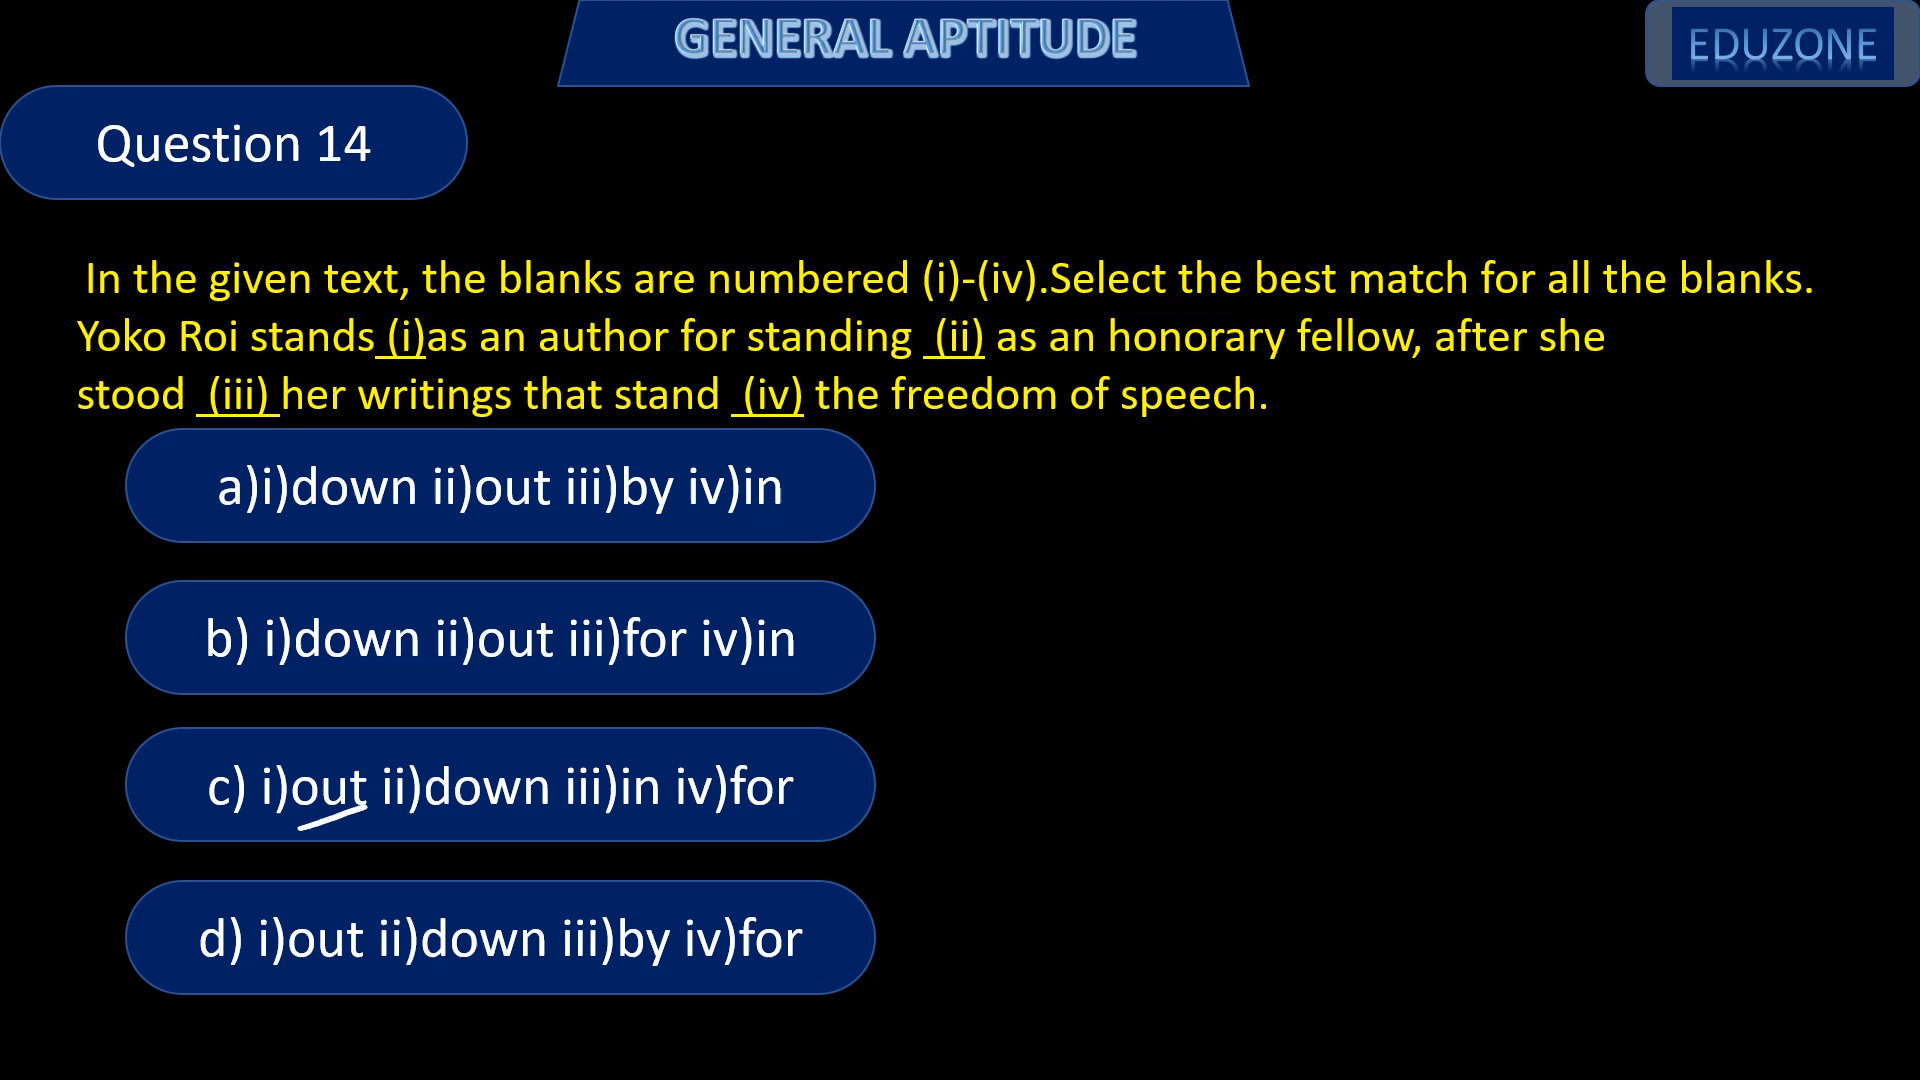 GENERAL APTITUDE
EDUZONE
Question 14
In the given text, the blanks are numbered (i)-(iv).Select the best match for all the blanks.
Yoko Roi stands (i)as an author for standing (ii) as an honorary fellow, after she
stood (iii) her writings that stand (iv) the freedom of speech.
a)i)down ii)out iii)by iv)in
b) i)down ii)out iii)for iv)in
c) i)out ii)down iii)in iv)for
d) i)out ii)down iii)by iv)for